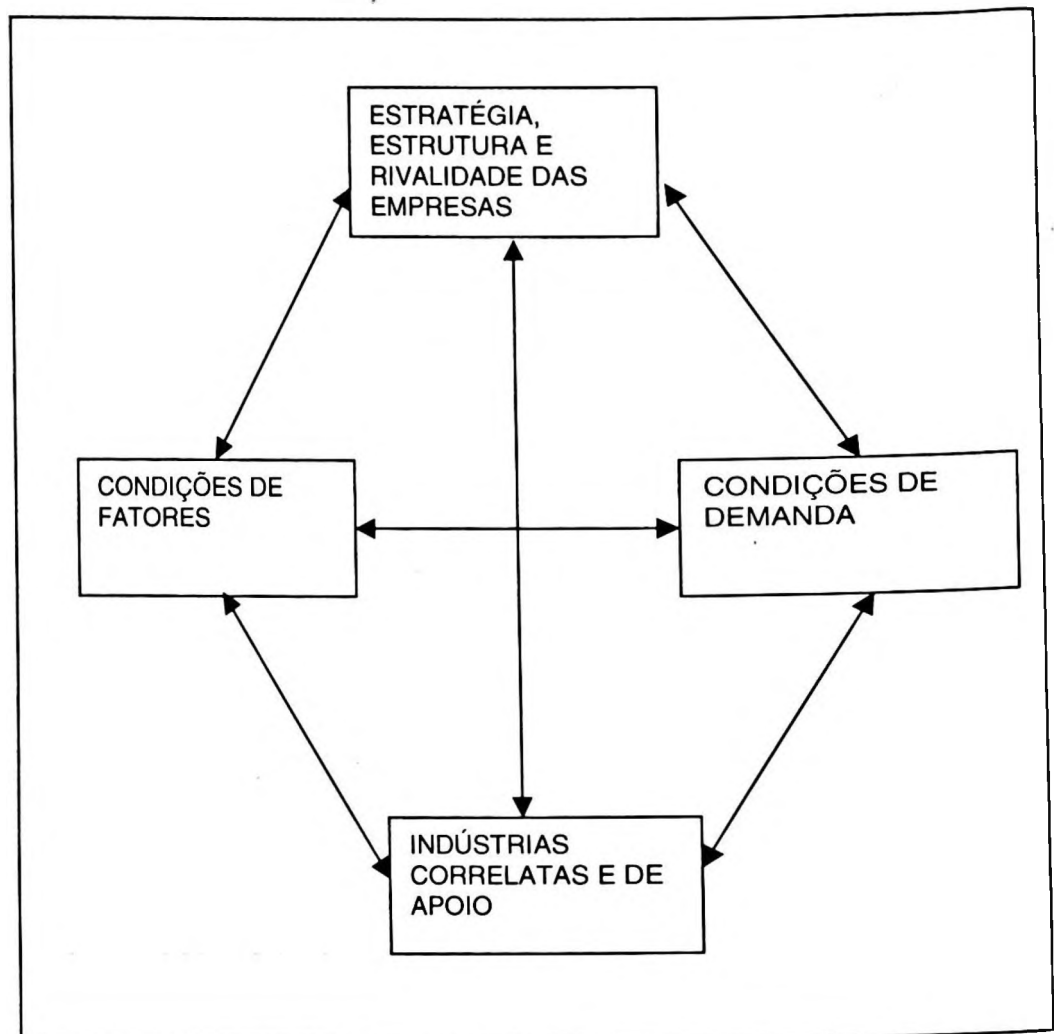 ESTRATÉGIA,
ESTRUTURA E
RIVALIDADE DAS
EMPRESAS
CONDIÇÕES DE
FATORES
CONDIÇÕES DE
DEMANDA
INDÚSTRIAS
CORRELATAS E DE
APOIO